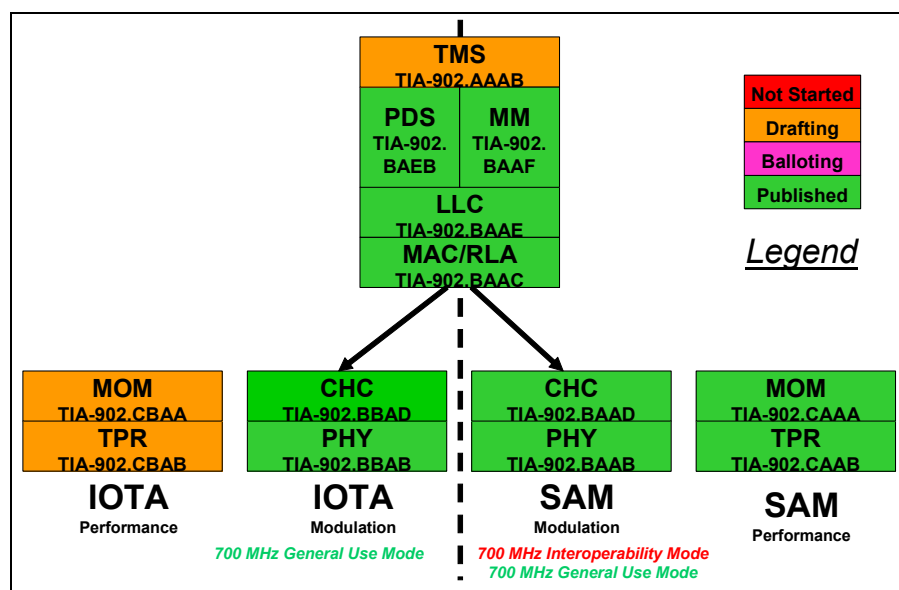 TMS
TIA-902.AAAB
PDS
TIA-902.
BAEB
MM
TIA-902.
BAAF
LLC
TIA-902.BAAE
MAC/RLA
TIA-902.BAAC
Not Started
Drafting
Balloting
Published
Legend
MOM
TIA-902.CBAA
TPR
TIA-902.CBAB
IOTA
Performance
CHC
TIA-902.BBAD
PHY
TIA-902.BBAB
IOTA
Modulation
700 MHz General Use Mode
CHC
TIA-902.BAAD
PHY
TIA-902.BAAB
SAM
Modulation
700 MHz Interoperability Mode
700 MHz General Use Mode
MOM
TIA-902.CAAA
TPR
TIA-902.CAAB
SAM
Performance